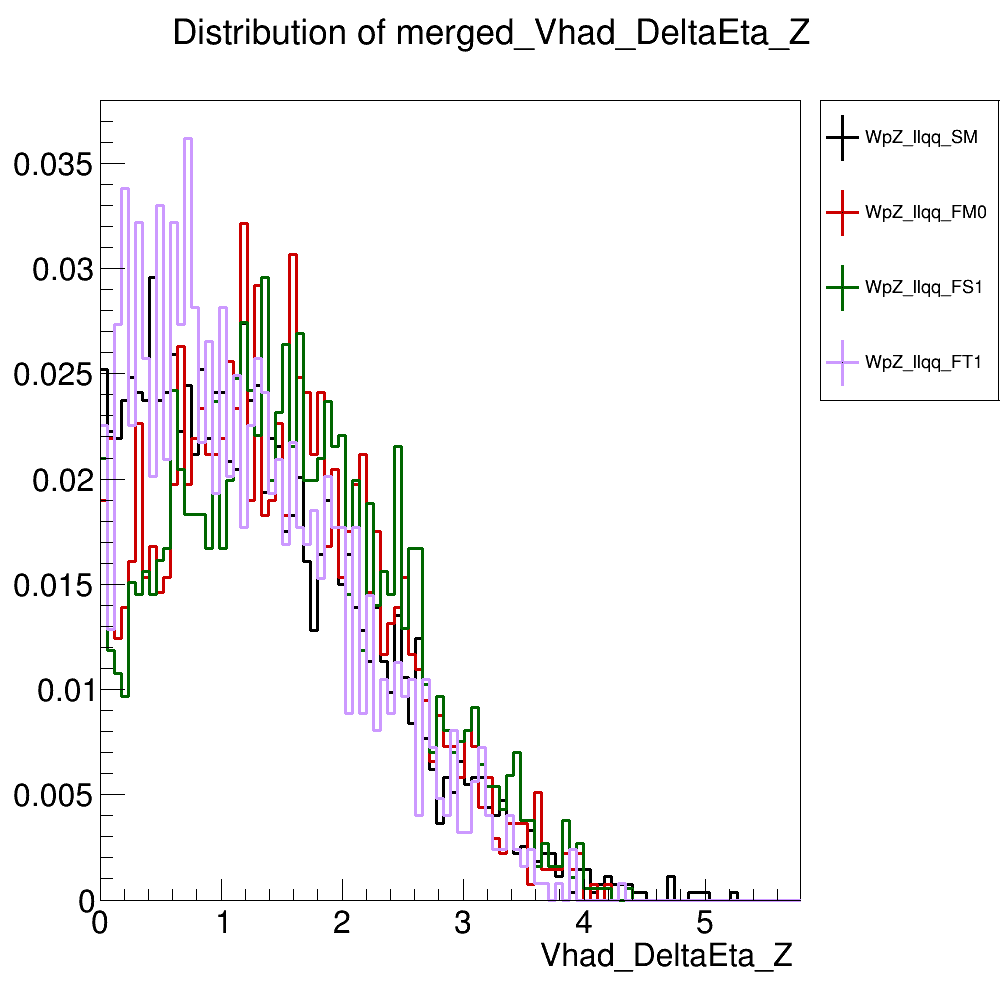 Distribution of merged_Vhad_DeltaEta_Z
WpZ_llqq_SM
WpZ_llqq_FM0
WpZ_llqq_FS1
WpZ_llqq_FT1
0.035
0.03
0.025
0.02
0.015
0.01
0.005
0
0 1 2 3 4 5
Vhad_DeltaEta_Z